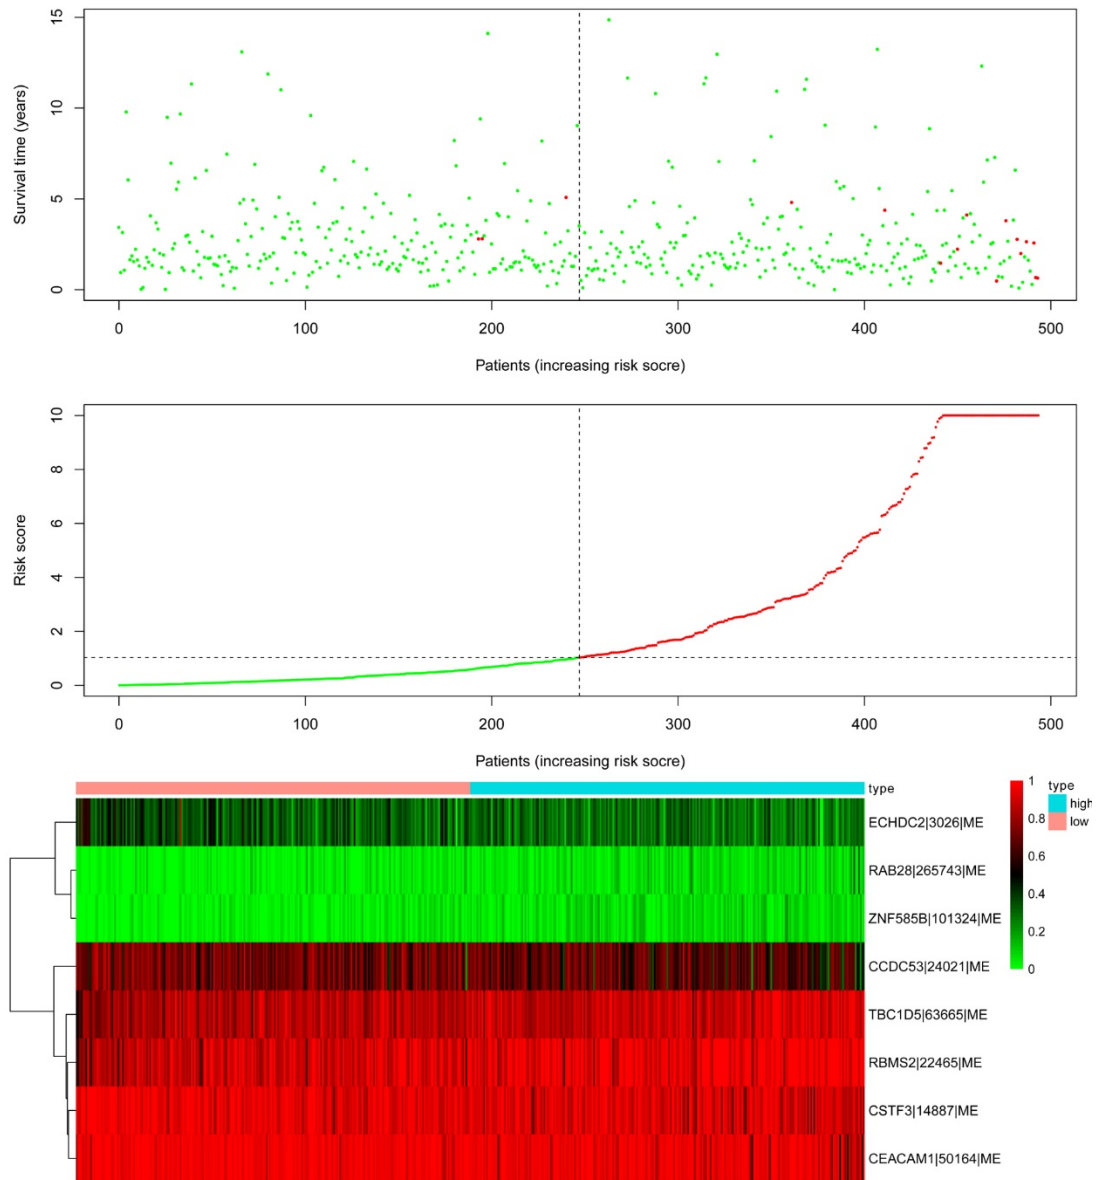 15
10
5
0
Survival time (years)
0 100 200 300 400 500
Patients (increasing risk socre)
10
8
6
4
2
0
Risk score
0 100 200 300 400 500
Patients (increasing risk socre)
type
ECHDC2|3026|ME
RAB28|265743|ME
ZNF585B|101324|ME
CCDC53|24021|ME
TBC1D5|63665|ME
RBMS2|22465|ME
CSTF3|14887|ME
CEACAM1|50164|ME
1
0.8
0.6
0.4
0.2
0
type
high
low